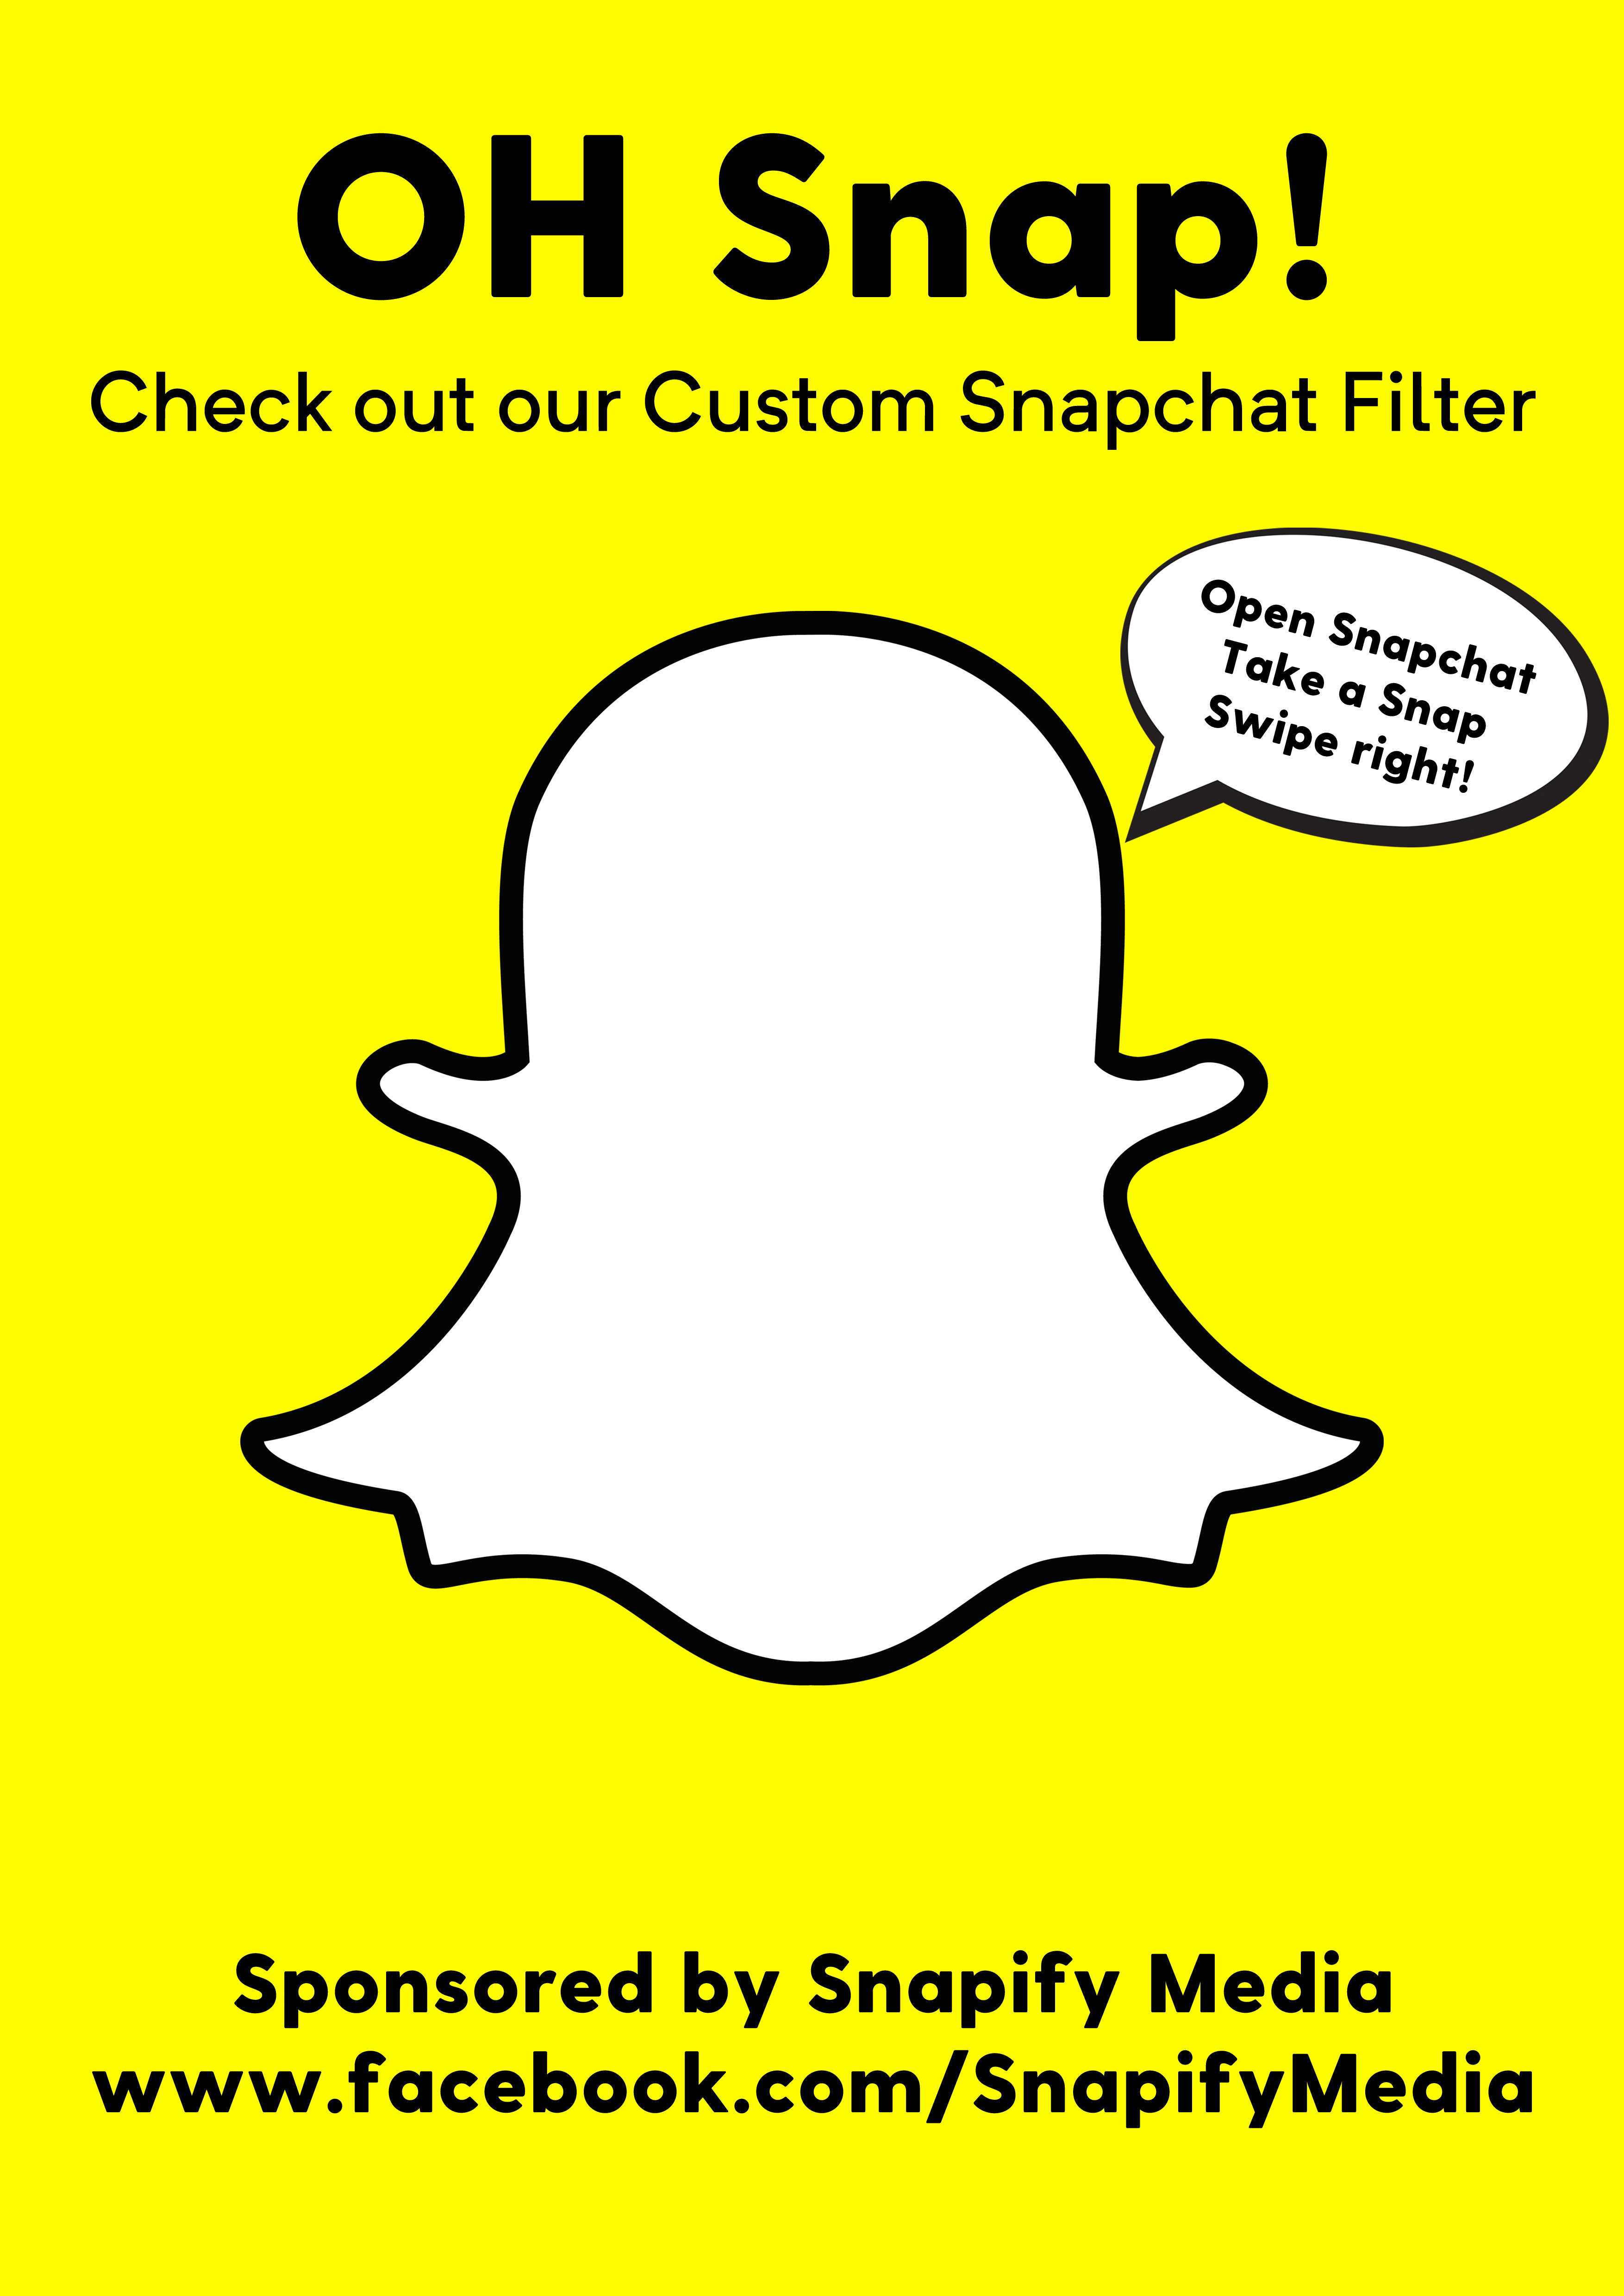 OH Snap!
Check out our Custom Snapchat Filter
Open Snapchat
Take a Snap
Swipe right!
Sponsored by Snapify Media
www.facebook.com/SnapifyMedia